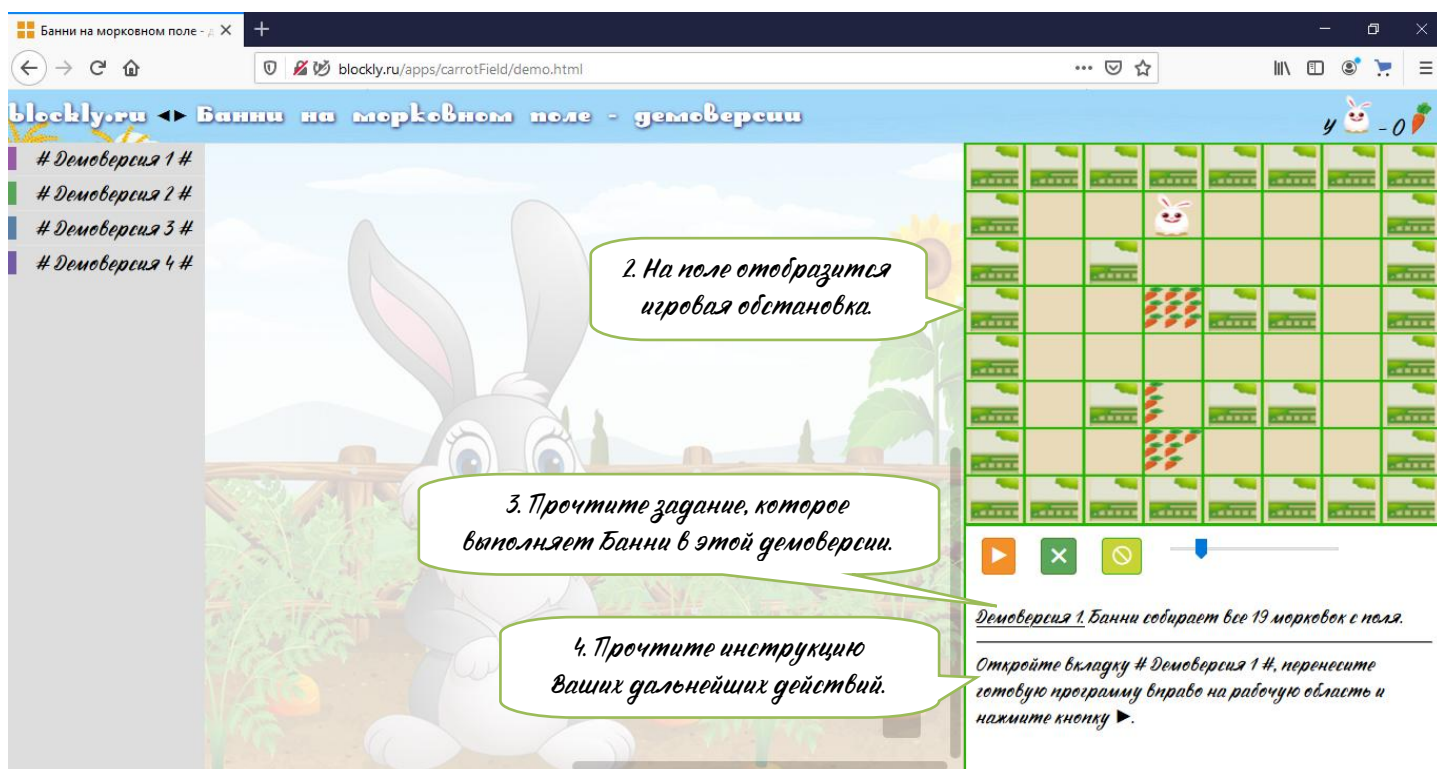 Банни на морковном поле - д
blockly.ru/apps/carrotField/demo.html
blockly.ru ◄► Банни на морковном поле - демоверсии
У - 0
# Демоверсия 1 #
# Демоверсия 2 #
# Демоверсия 3 #
# Демоверсия 4 #
2. На поле отобразится
игровая обстановка.
3. Прочтите задание, которое
выполняет Банни в этой демоверсии.
4. Прочтите инструкцию
Ваших дальнейших действий.
Демоверсия 1. Банни собирает все 19 морковок с поля.
Откройте вкладку # Демоверсия 1 #, перенесите
готовую программу вправо на рабочую область и
нажмите кнопку ►.